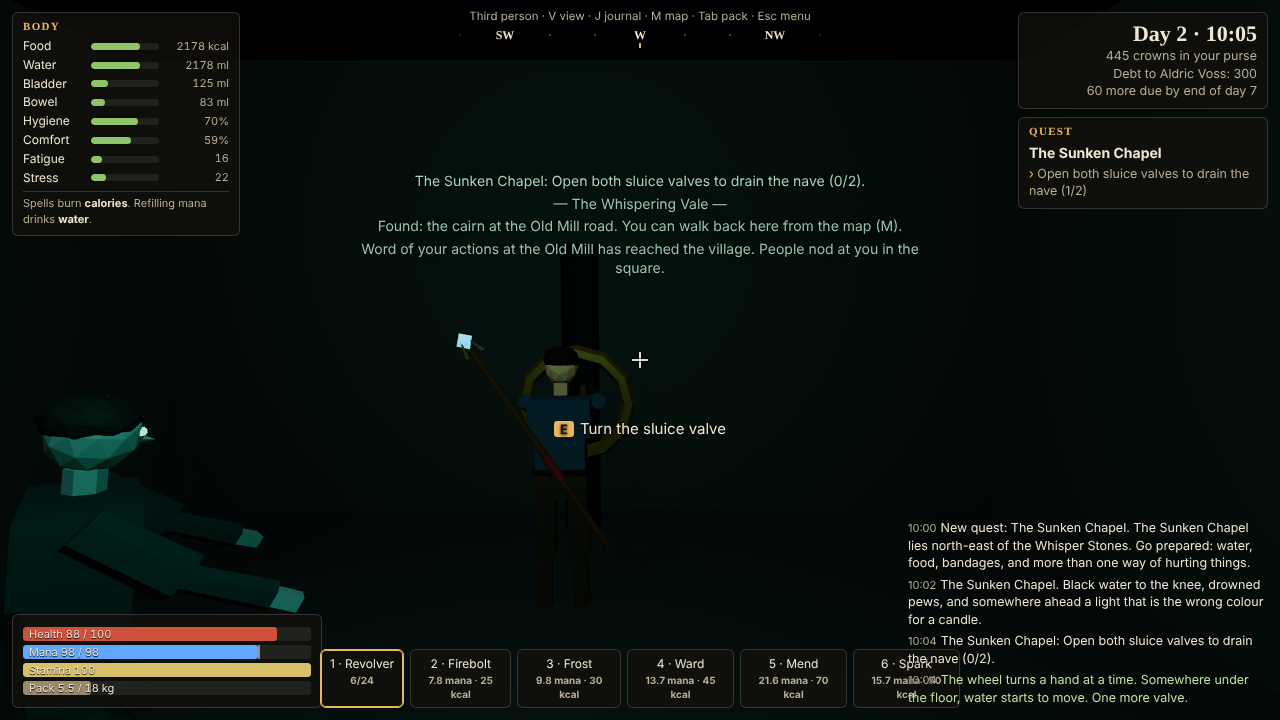 BODY
Food 2178 kcal
Water 2178 ml
Bladder 125 ml
Bowel 83 ml
Hygiene 70%
Comfort 59%
Fatigue 16
Stress 22
Spells burn calories. Refilling mana
drinks water.
Third person · V view · J journal · M map · Tab pack · Esc menu
SW W NW
Day 2 · 10:05
445 crowns in your purse
Debt to Aldric Voss: 300
60 more due by end of day 7
QUEST
The Sunken Chapel
› Open both sluice valves to drain the
nave (1/2)
The Sunken Chapel: Open both sluice valves to drain the nave (0/2).
— The Whispering Vale —
Found: the cairn at the Old Mill road. You can walk back here from the map (M).
Word of your actions at the Old Mill has reached the village. People nod at you in the
square.
E Turn the sluice valve
10:00 New quest: The Sunken Chapel. The Sunken Chapel
lies north-east of the Whisper Stones. Go prepared: water,
food, bandages, and more than one way of hurting things.
10:02 The Sunken Chapel. Black water to the knee, drowned
pews, and somewhere ahead a light that is the wrong colour
for a candle.
10:04 The Sunken Chapel: Open both sluice valves to drain
the nave (0/2).
The wheel turns a hand at a time. Somewhere under
the floor, water starts to move. One more valve.
Health 88 / 100
Mana 98 / 98
Stamina 100
Pack 5.5 / 18 kg
1 · Revolver
6/24
2 · Firebolt
7.8 mana · 25
kcal
3 · Frost
9.8 mana · 30
kcal
4 · Ward
13.7 mana · 45
kcal
5 · Mend
21.6 mana · 70
kcal
6 · Spark
15.7 mana
kcal